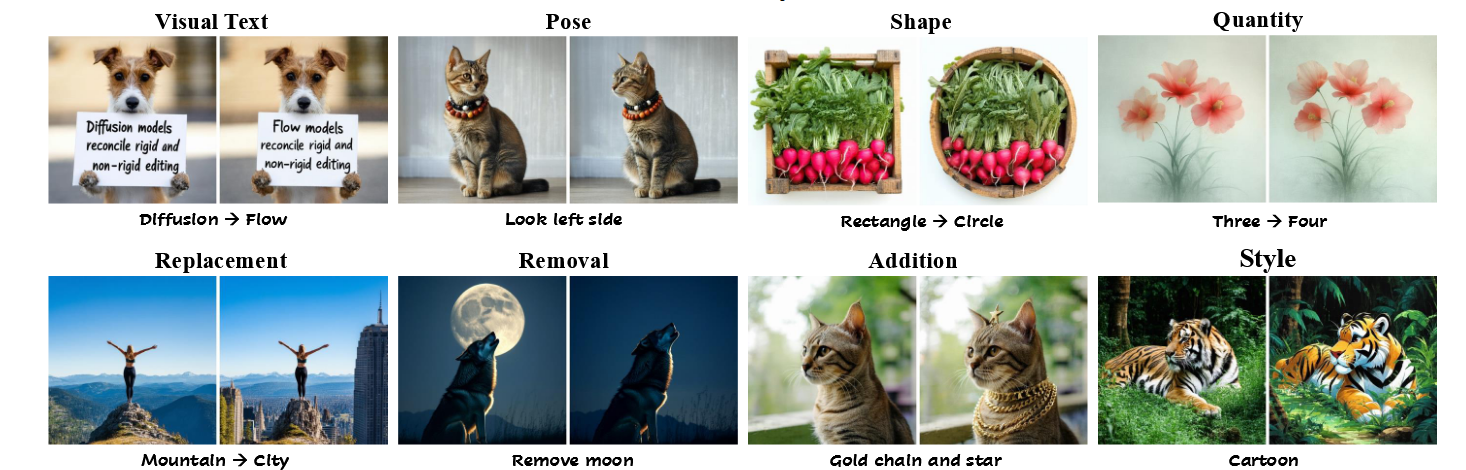 Visual Text
Pose
Shape
Quantity
Diffusion models
reconcile rigid and
non-rigid editing
Flow models
reconcile rigid and
non-rigid editing
Diffusion → Flow
Look left side
Rectangle → Circle
Three → Four
Replacement
Removal
Addition
Style
Mountain → City
Remove moon
Gold chain and star
Cartoon